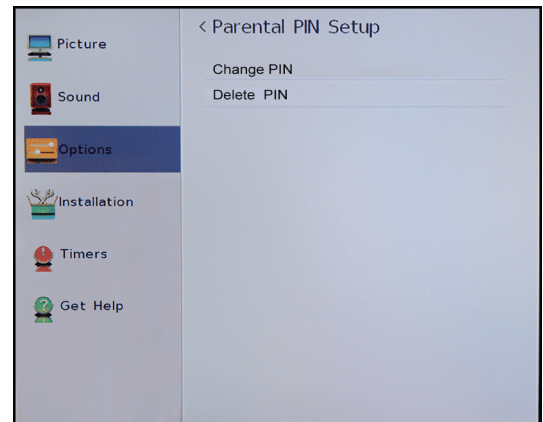 < Parental PIN Setup
Picture
Change PIN
Sound
Delete PIN
Options
Installation
Timers
Get Help